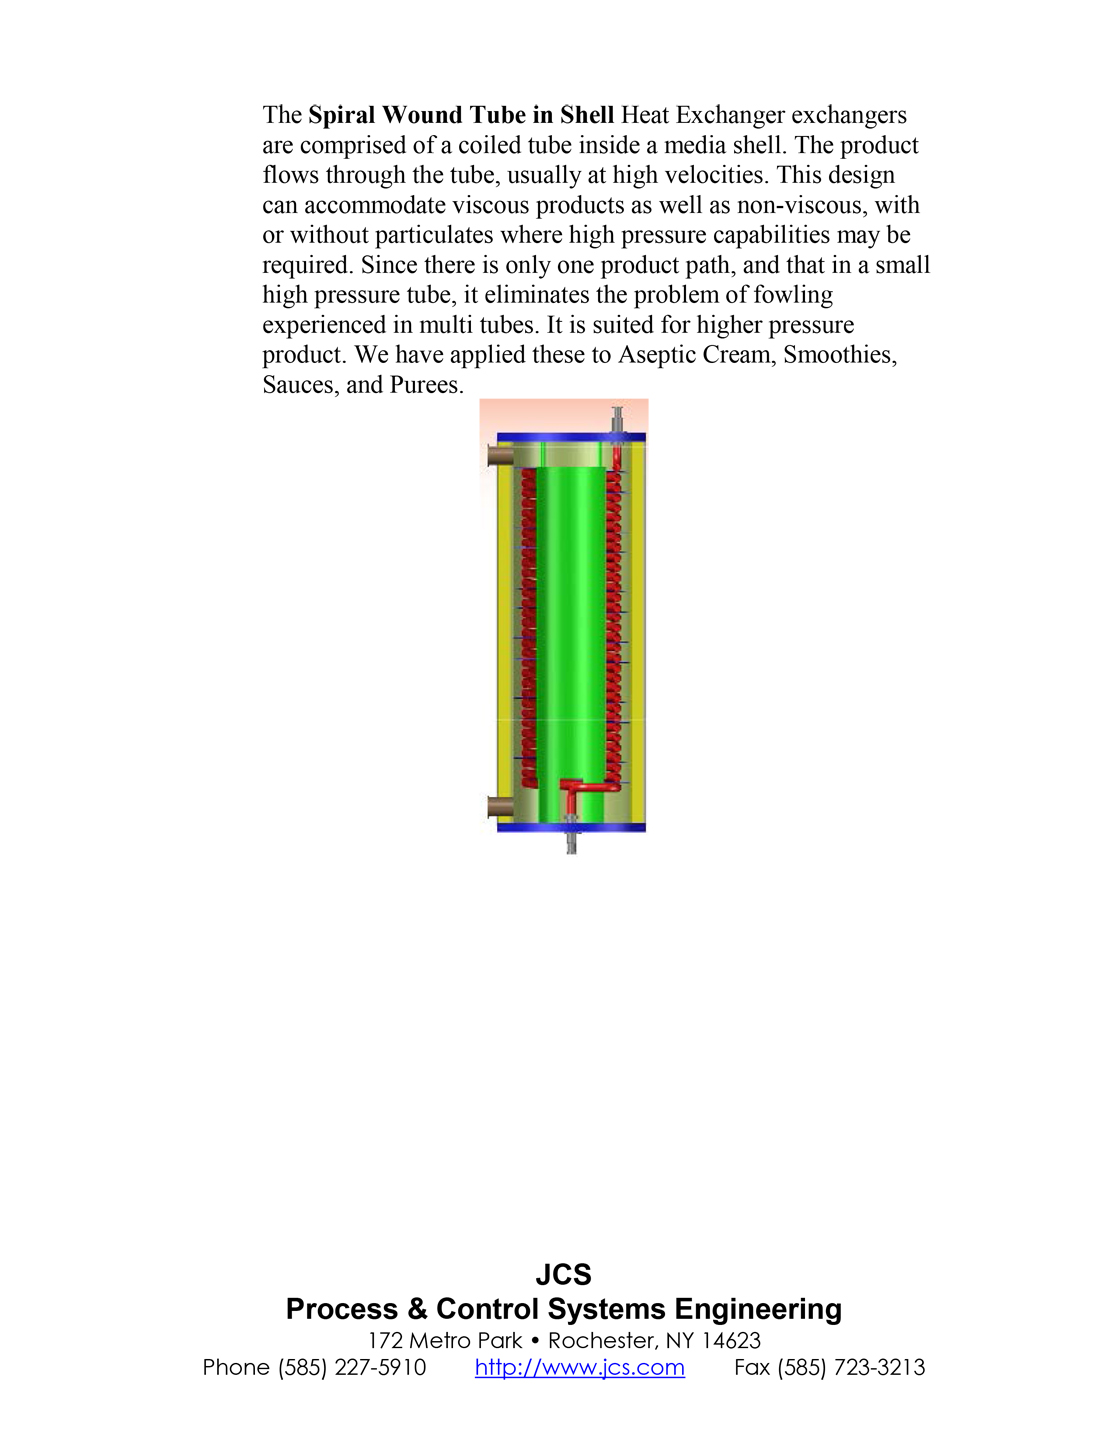 The Spiral Wound Tube in Shell Heat Exchanger exchangers
are comprised of a coiled tube inside a media shell. The product
flows through the tube, usually at high velocities. This design
can accommodate viscous products as well as non-viscous, with
or without particulates where high pressure capabilities may be
required. Since there is only one product path, and that in a small
high pressure tube, it eliminates the problem of fowling
experienced in multi tubes. It is suited for higher pressure
product. We have applied these to Aseptic Cream, Smoothies,
Sauces, and Purees.
JCS
Process & Control Systems Engineering
172 Metro Park • Rochester, NY 14623
Phone (585) 227-5910 http://www.jcs.com Fax (585) 723-3213